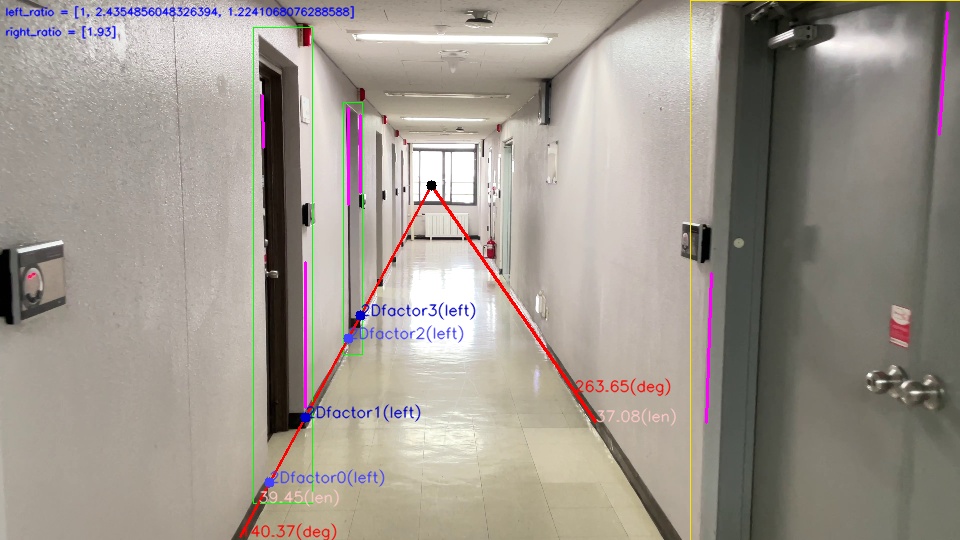 left_ratio = [1, 2.4354856048326394, 1.2241068076288588]
right_ratio = [1.93]
2Dfactor3(left)
2Dfactor2(left)
263.65(deg)
2Dfactor1(left)
37.08(len)
2Dfactor0(left)
39.45(len)
40.37(deg)